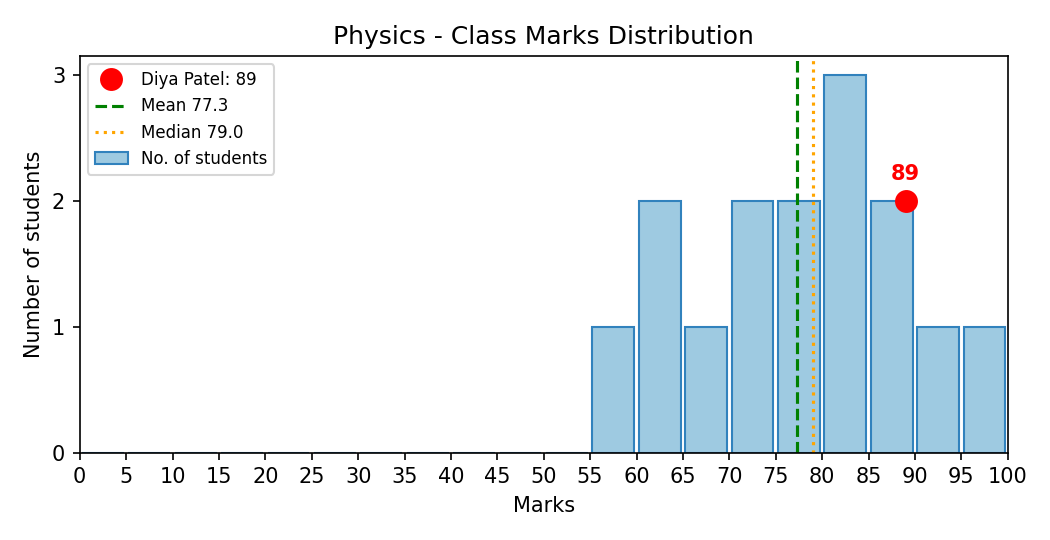 Physics - Class Marks Distribution
Diya Patel: 89
Mean 77.3
Median 79.0
No. of students
89
Number of students
3
2
1
0
0 5 10 15 20 25 30 35 40 45 50 55 60 65 70 75 80 85 90 95 100
Marks